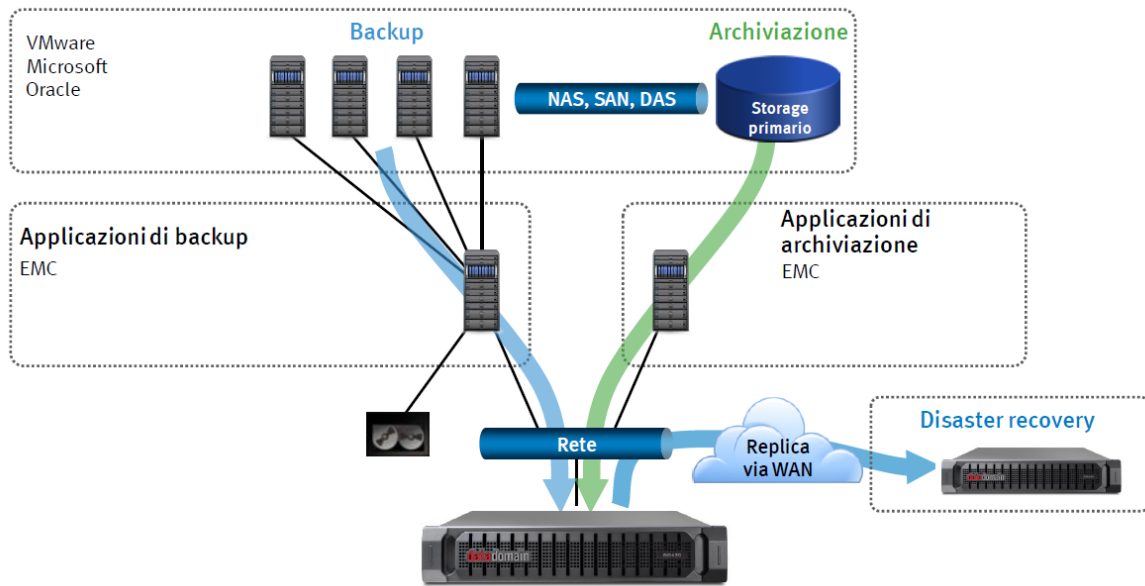 Backup
Archiviazione
VMware
Microsoft
Oracle
NAS, SAN, DAS
Storage
primario
Applicazioni di backup
EMC
Applicazioni di
archiviazione
EMC
Rete
Replica
via WAN
Disaster recovery
datadomain
datadomain